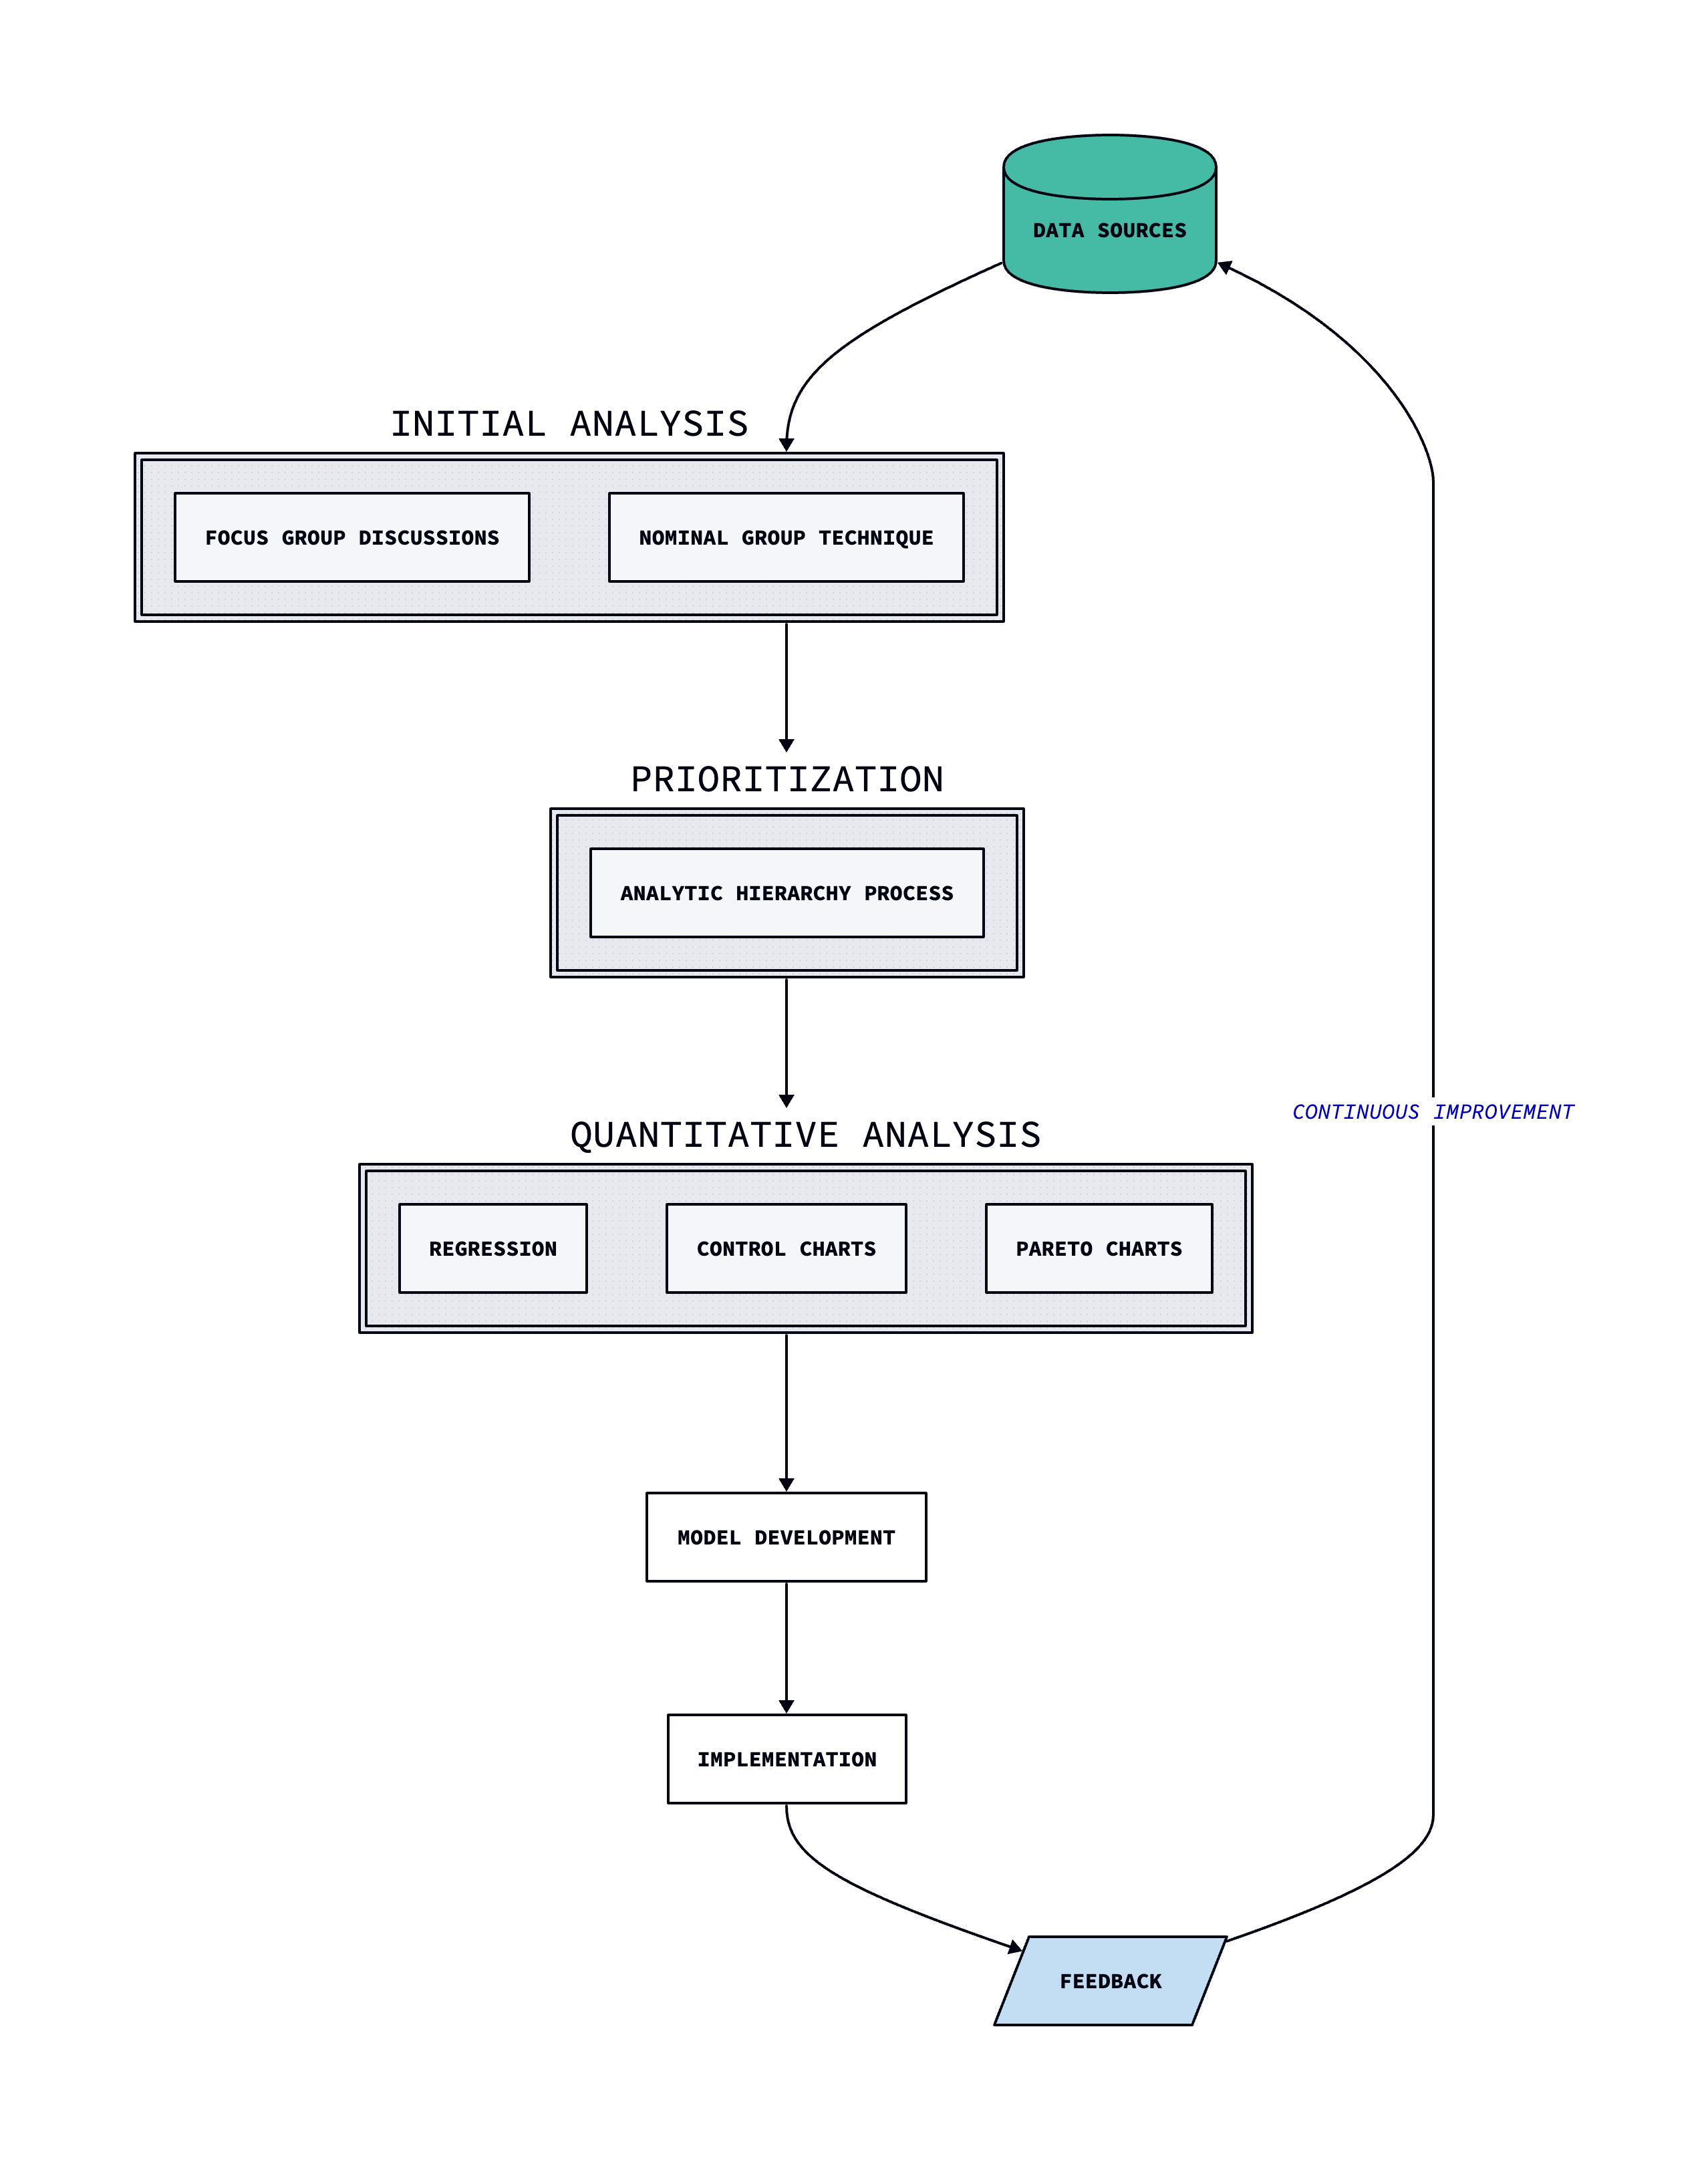 DATA SOURCES
INITIAL ANALYSIS
FOCUS GROUP DISCUSSIONS
NOMINAL GROUP TECHNIQUE
PRIORITIZATION
ANALYTIC HIERARCHY PROCESS
CONTINUOUS IMPROVEMENT
QUANTITATIVE ANALYSIS
REGRESSION
CONTROL CHARTS
PARETO CHARTS
MODEL DEVELOPMENT
IMPLEMENTATION
FEEDBACK